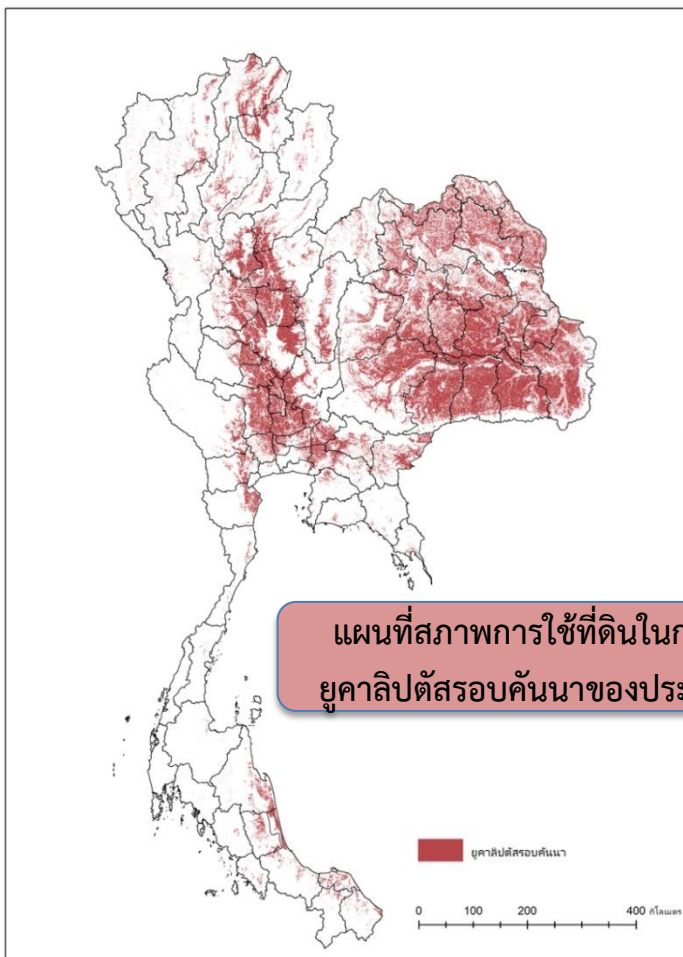 แผนที่สภาพการใช้ที่ดินในก
ยูคาลิปตัสรอบคันนาของประ
ยูคาลิปตัสรอบคันนา
0 100 200 400 กิโลเมตร